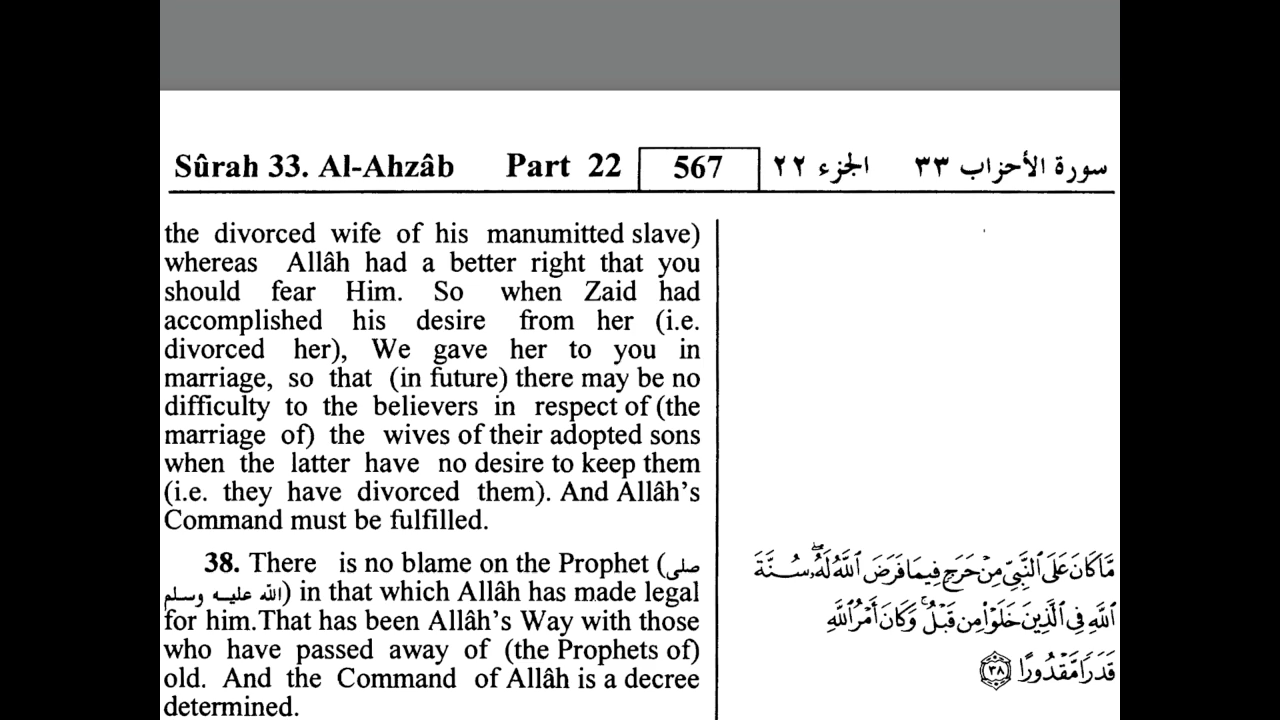 Sûrah 33. Al-Ahzâb Part 22 567 الجزء ٢٢ سورة الأحزاب ٣٣
the divorced wife of his manumitted slave)
whereas Allâh had a better right that you
should fear Him. So when Zaid had
accomplished his desire from her (i.e.
divorced her), We gave her to you in
marriage, so that (in future) there may be no
difficulty to the believers in respect of (the
marriage of) the wives of their adopted sons
when the latter have no desire to keep them
(i.e. they have divorced them). And Allâh's
Command must be fulfilled.
38. There is no blame on the Prophet (صلى
الله عليه وسلم) in that which Allâh has made legal
for him.That has been Allâh's Way with those
who have passed away of (the Prophets of)
old. And the Command of Allâh is a decree
determined.
مَّا كَانَ عَلَى ٱلنَّبِيِّ مِنْ حَرَجٍ فِيمَا فَرَضَ ٱللَّهُ لَهُۥۖ سُنَّةَ
ٱللَّهِ فِي ٱلَّذِينَ خَلَوْا۟ مِن قَبْلُۚ وَكَانَ أَمْرُ ٱللَّهِ
قَدَرًا مَّقْدُورًا ٣٨